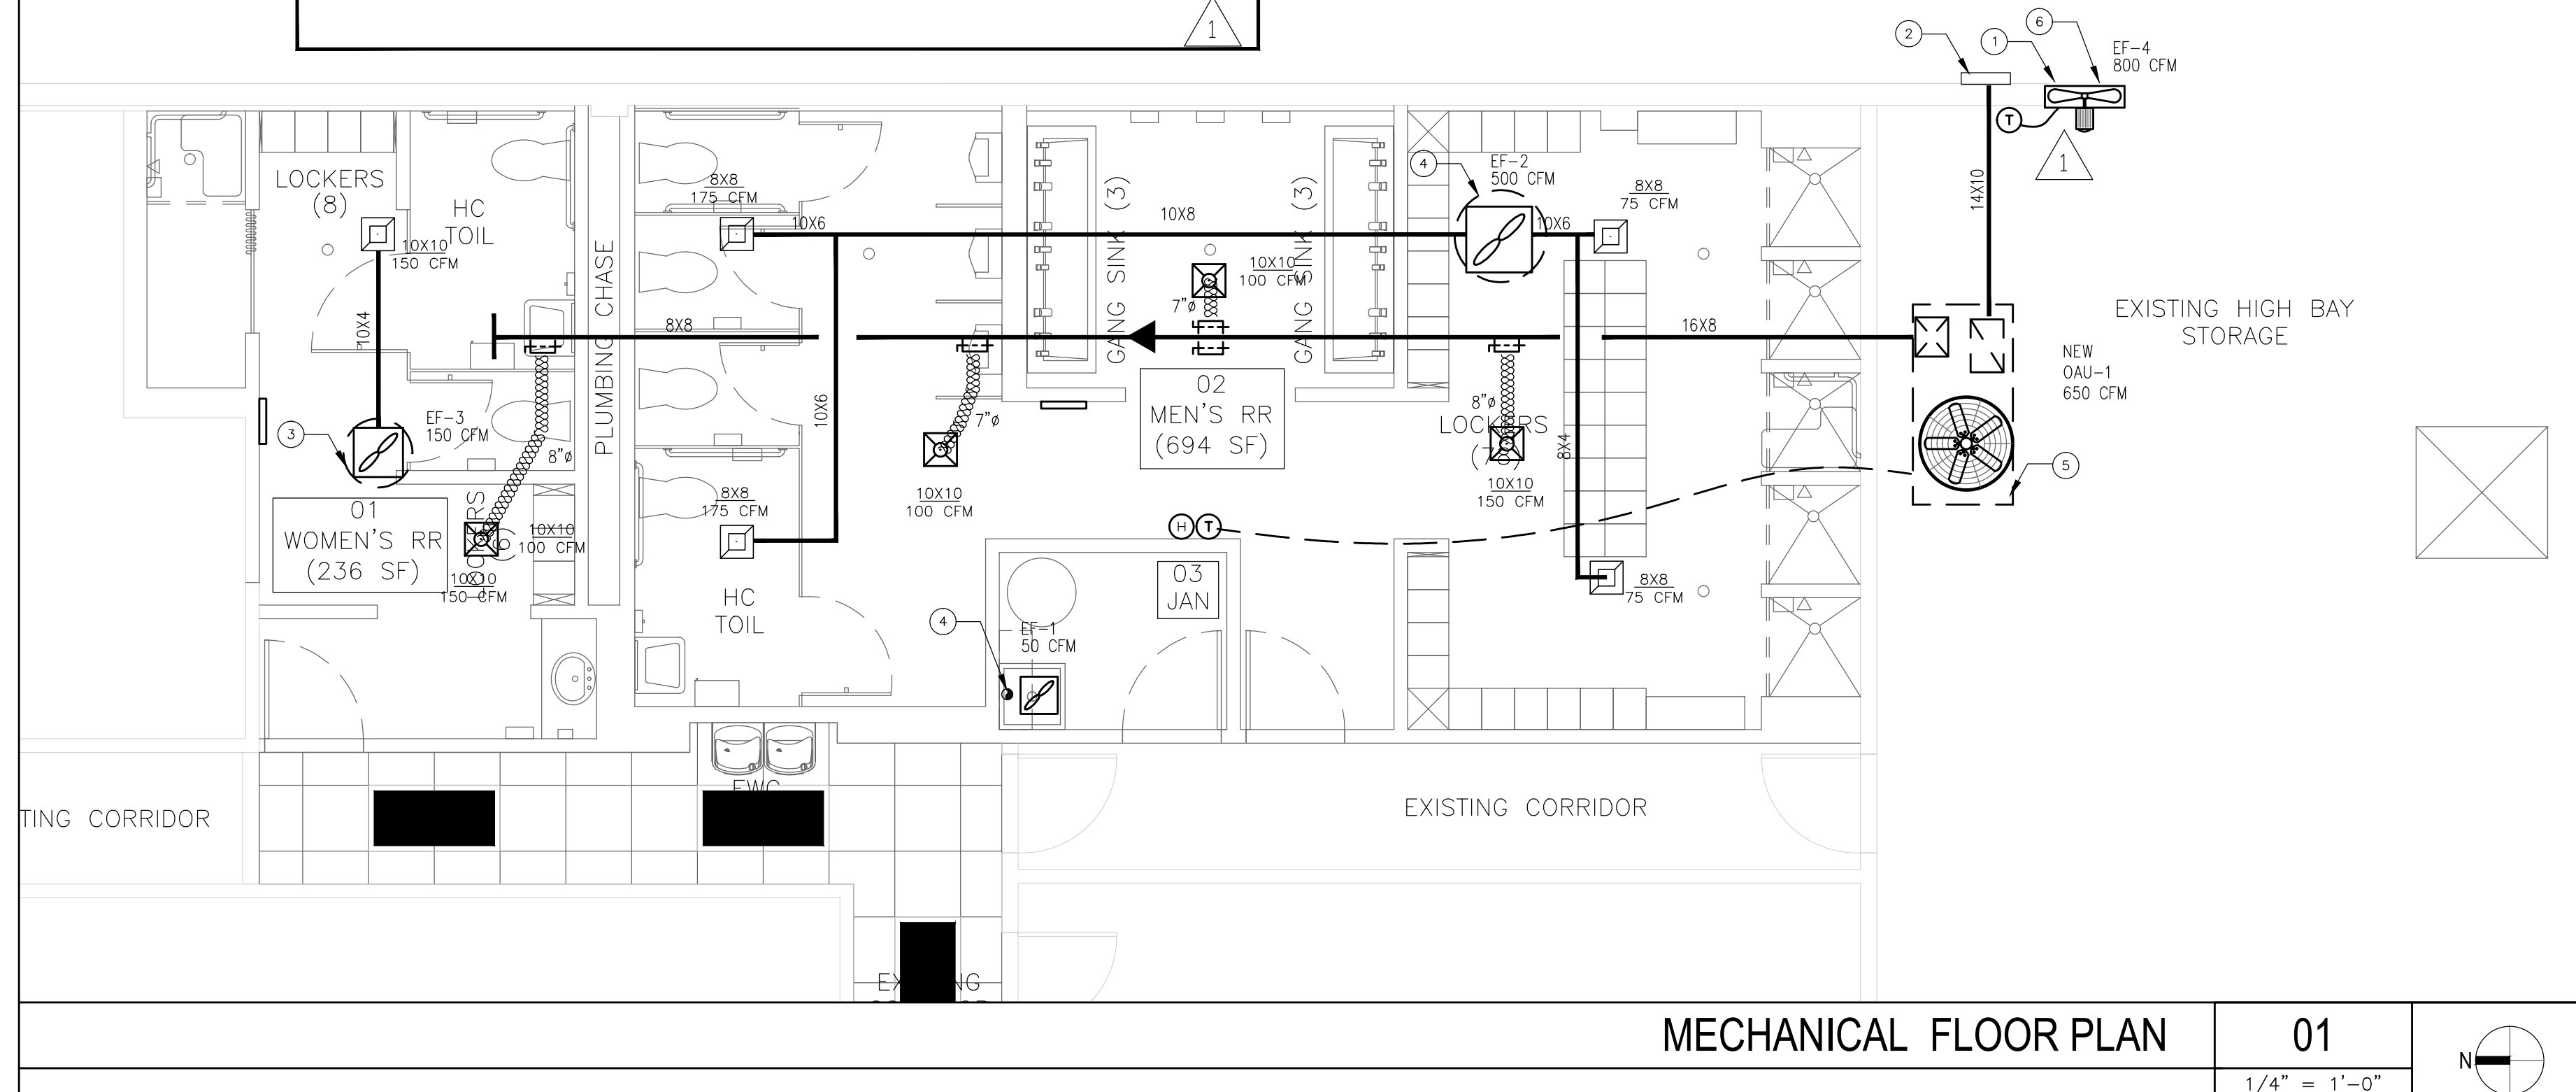 1
2
1
6
EF-4
800 CFM
T
1
LOCKERS
(8)
HC
TOIL
10X10
150 CFM
10X4
PLUMBING CHASE
8X8
175 CFM
10X6
GANG SINK (3)
10X8
GANG SINK (3)
10X10
100 CFM
7"ø
4
EF-2
500 CFM
10X6
8X8
75 CFM
14X10
8X8
16X8
EXISTING HIGH BAY
STORAGE
NEW
OAU-1
650 CFM
5
3
EF-3
150 CFM
8"ø
10X6
7"ø
02
MEN'S RR
(694 SF)
8"ø
LOCKERS
8X4
10X10
150 CFM
01
WOMEN'S RR
(236 SF)
10X10
100 CFM
10X10
150 CFM
8X8
175 CFM
10X10
100 CFM
H T
HC
TOIL
03
JAN
8X8
75 CFM
4
EF-1
50 CFM
EWC
TING CORRIDOR
EXISTING CORRIDOR
MECHANICAL FLOOR PLAN
01
N
1/4" = 1'-0"